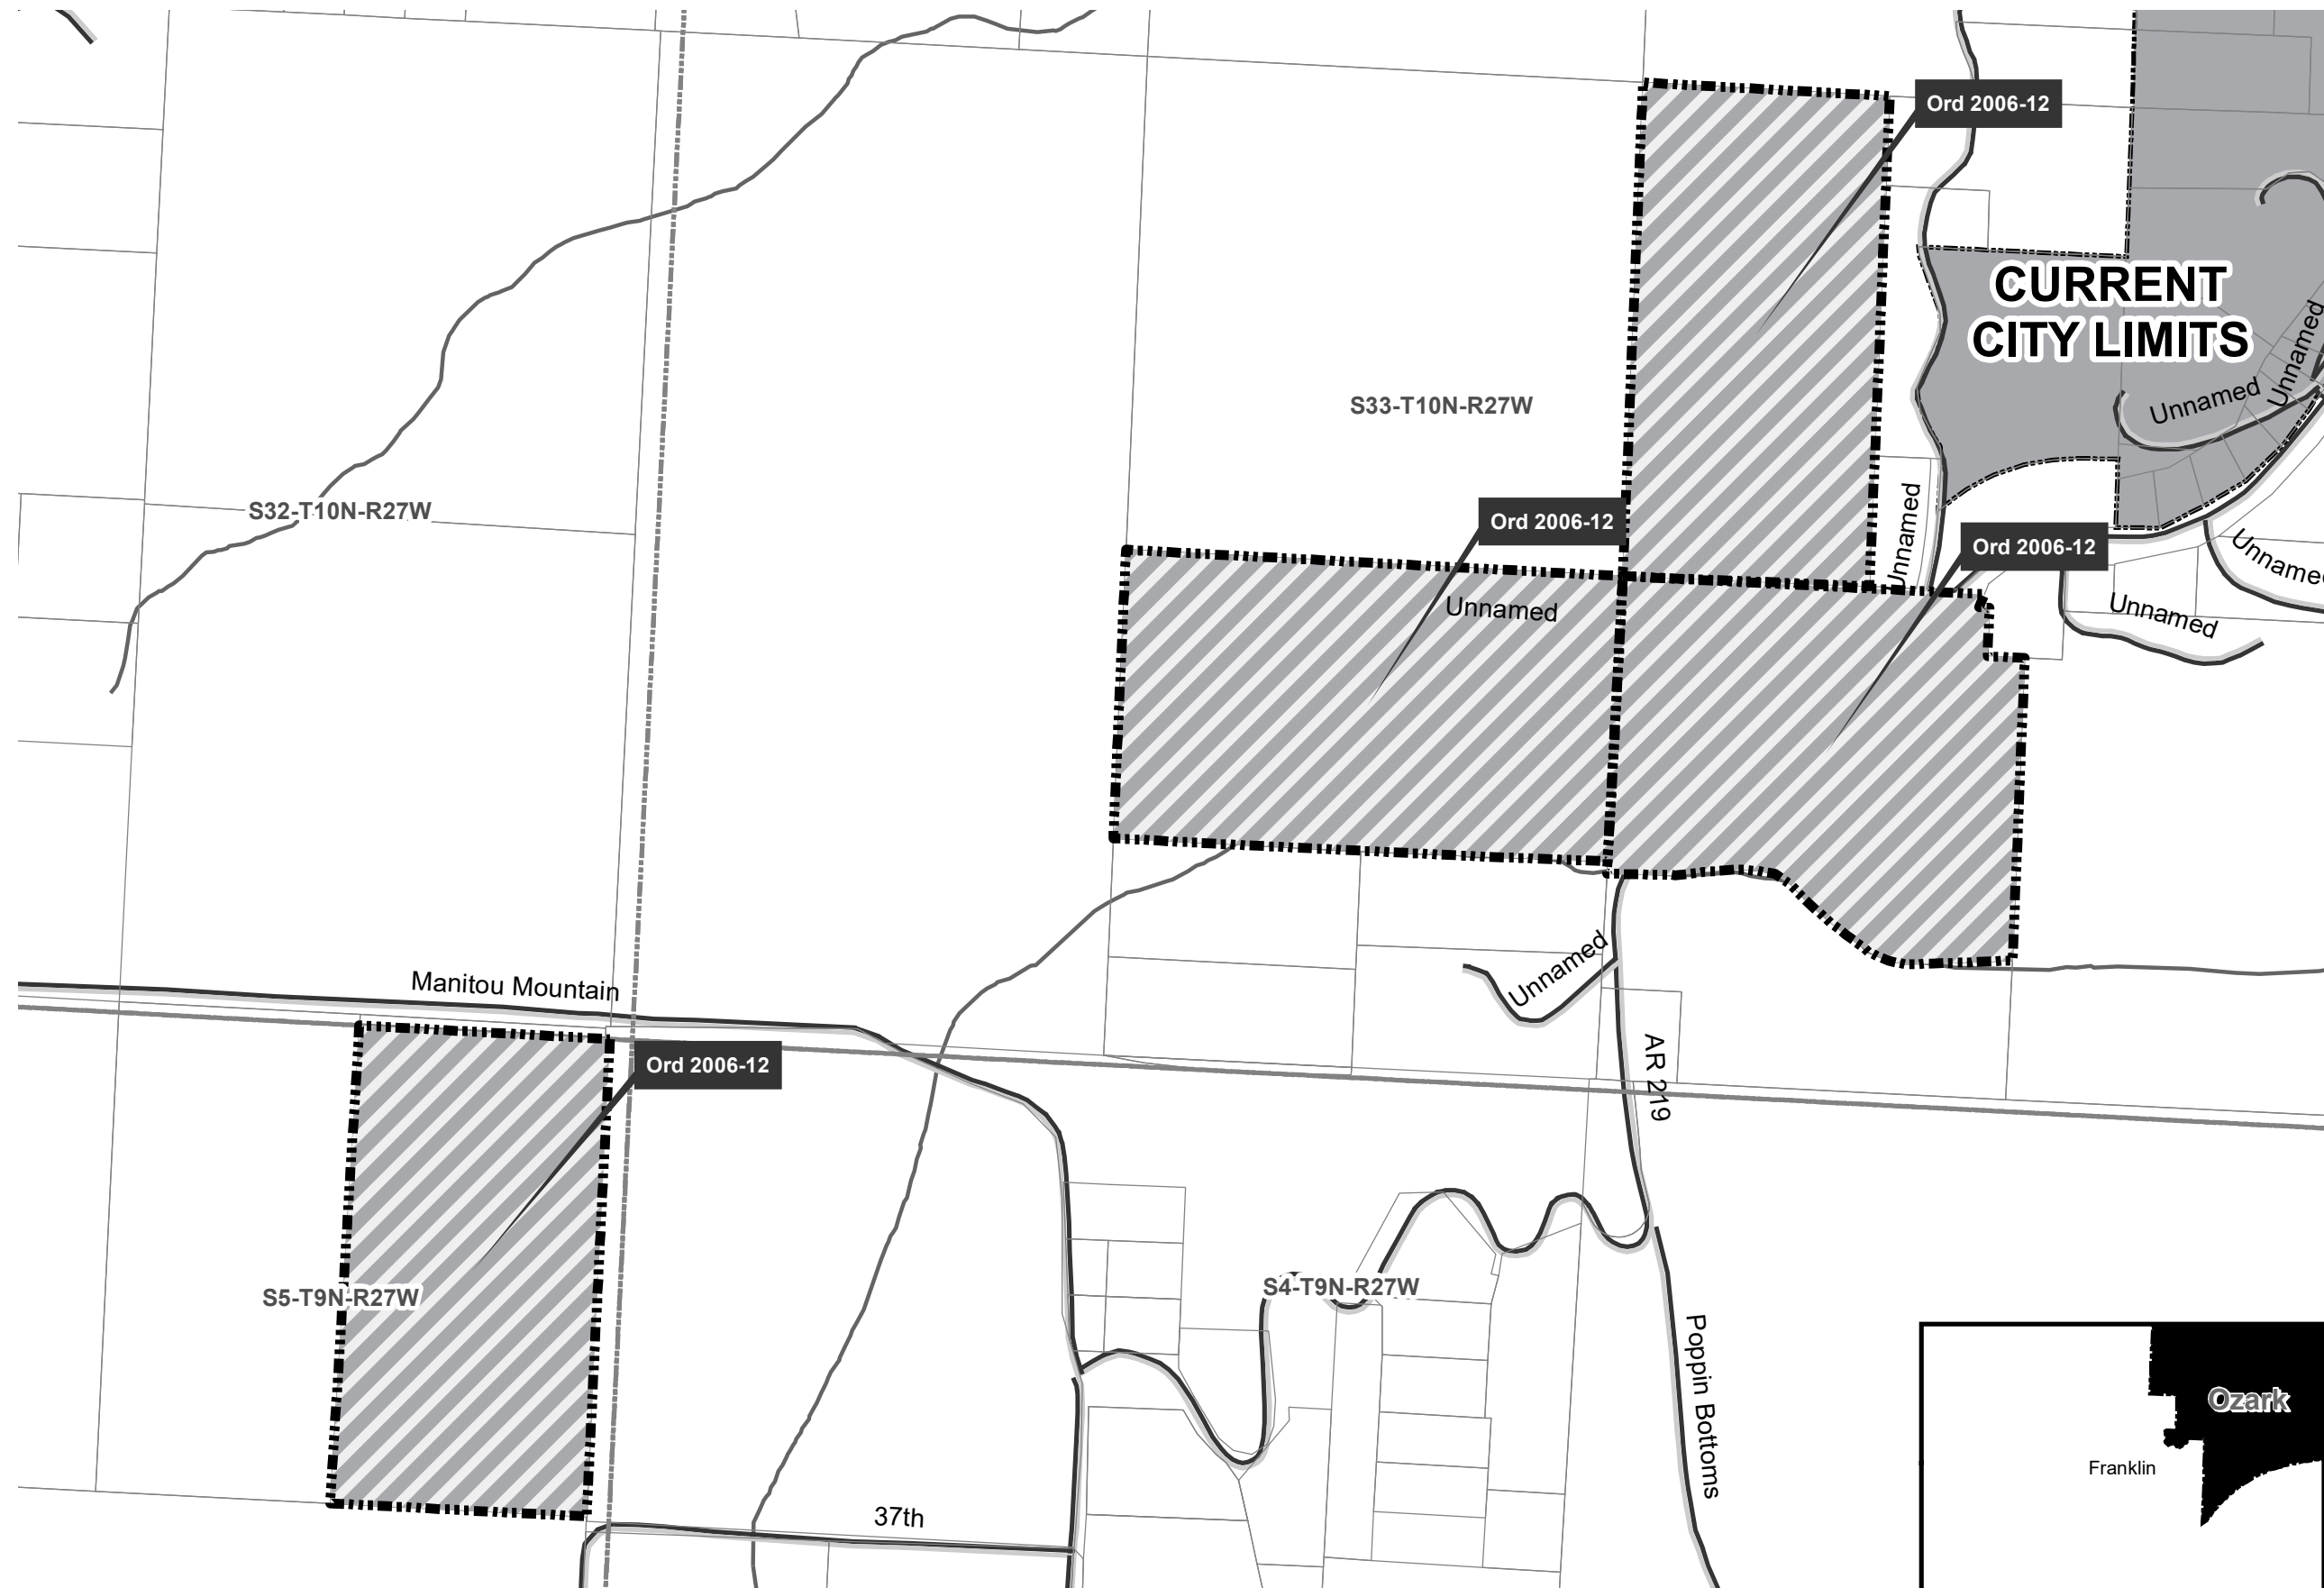 Ord 2006-12
CURRENT
CITY LIMITS
Unnamed
Unnamed
S33-T10N-R27W
S32-T10N-R27W
Ord 2006-12
Unnamed
Ord 2006-12
Unnamed
Unnamed
Unnamed
Unnamed
Manitou Mountain
Ord 2006-12
AR 219
S5-T9N-R27W
S4-T9N-R27W
Poppin Bottoms
Ozark
Franklin
37th